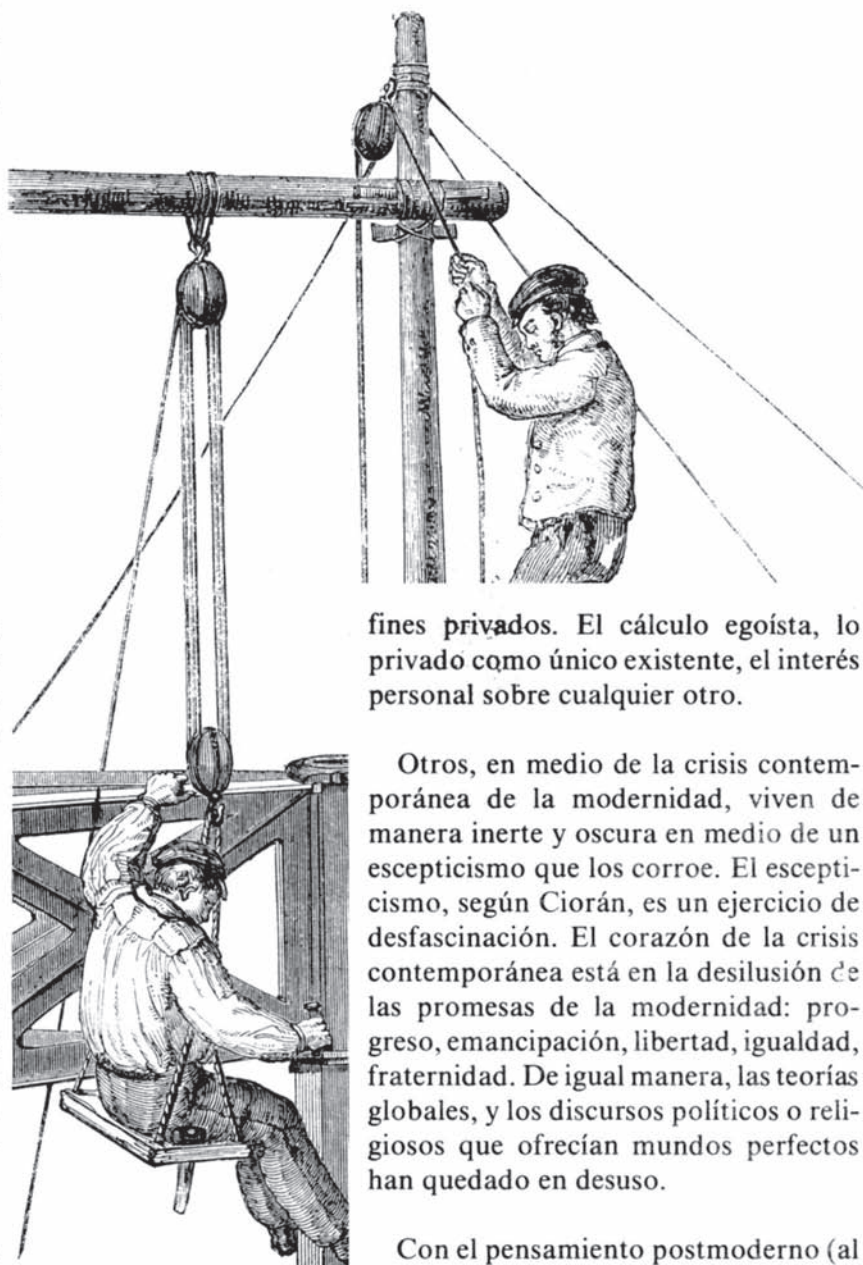 fines privados. El cálculo egoísta, lo
privado como único existente, el interés
personal sobre cualquier otro.
Otros, en medio de la crisis contem-
poránea de la modernidad, viven de
manera inerte y oscura en medio de un
escepticismo que los corroe. El escepti-
cismo, según Ciorán, es un ejercicio de
desfascinación. El corazón de la crisis
contemporánea está en la desilusión de
las promesas de la modernidad: pro-
greso, emancipación, libertad, igualdad,
fraternidad. De igual manera, las teorías
globales, y los discursos políticos o reli-
giosos que ofrecían mundos perfectos
han quedado en desuso.
Con el pensamiento postmoderno (al